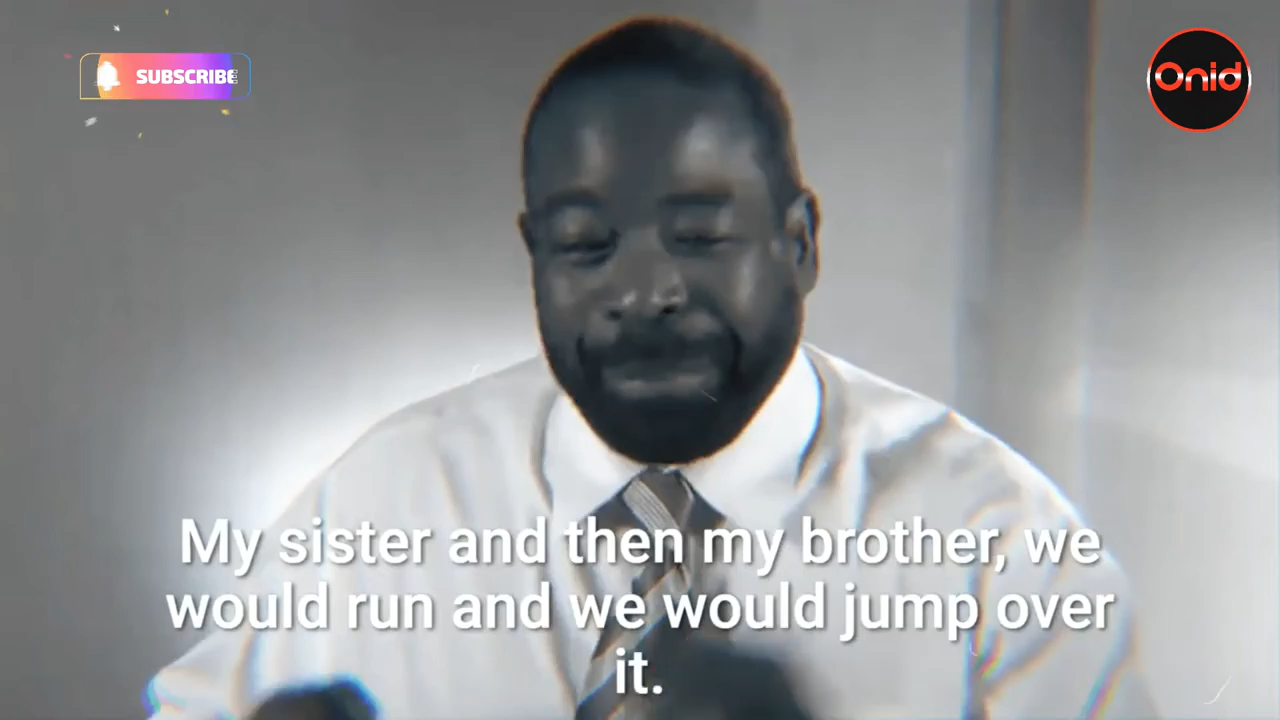 SUBSCRIBE
Onid
My sister and then my brother, we
would run and we would jump over
it.